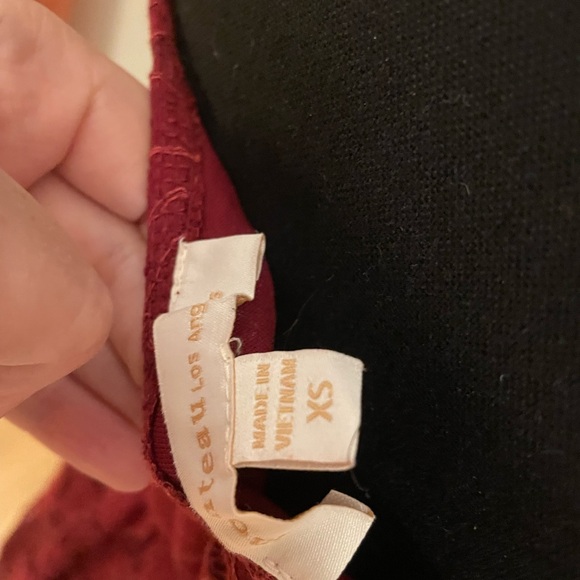 teau
Los Ang
MADE IN
VIETNAM
XS